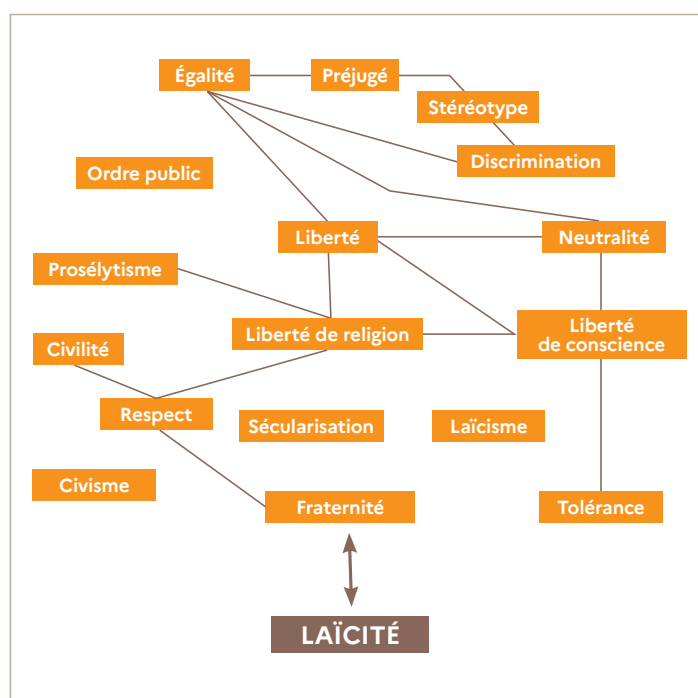 Égalité
Préjugé
Stéréotype
Discrimination
Ordre public
Liberté
Neutralité
Prosélytisme
Liberté de religion
Liberté
de conscience
Civilité
Respect
Sécularisation
Laïcisme
Civisme
Fraternité
Tolérance
LAÏCITÉ